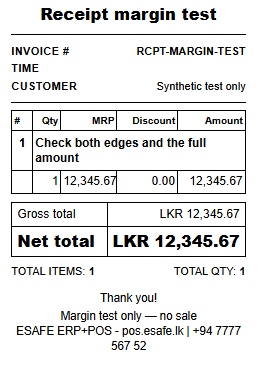 Receipt margin test
INVOICE # RCPT-MARGIN-TEST
TIME
CUSTOMER Synthetic test only
# Qty MRP Discount Amount
1 Check both edges and the full
amount
1 12,345.67 0.00 12,345.67
Gross total LKR 12,345.67
Net total LKR 12,345.67
TOTAL ITEMS: 1 TOTAL QTY: 1
Thank you!
Margin test only — no sale
ESAFE ERP+POS - pos.esafe.lk | +94 7777
567 52